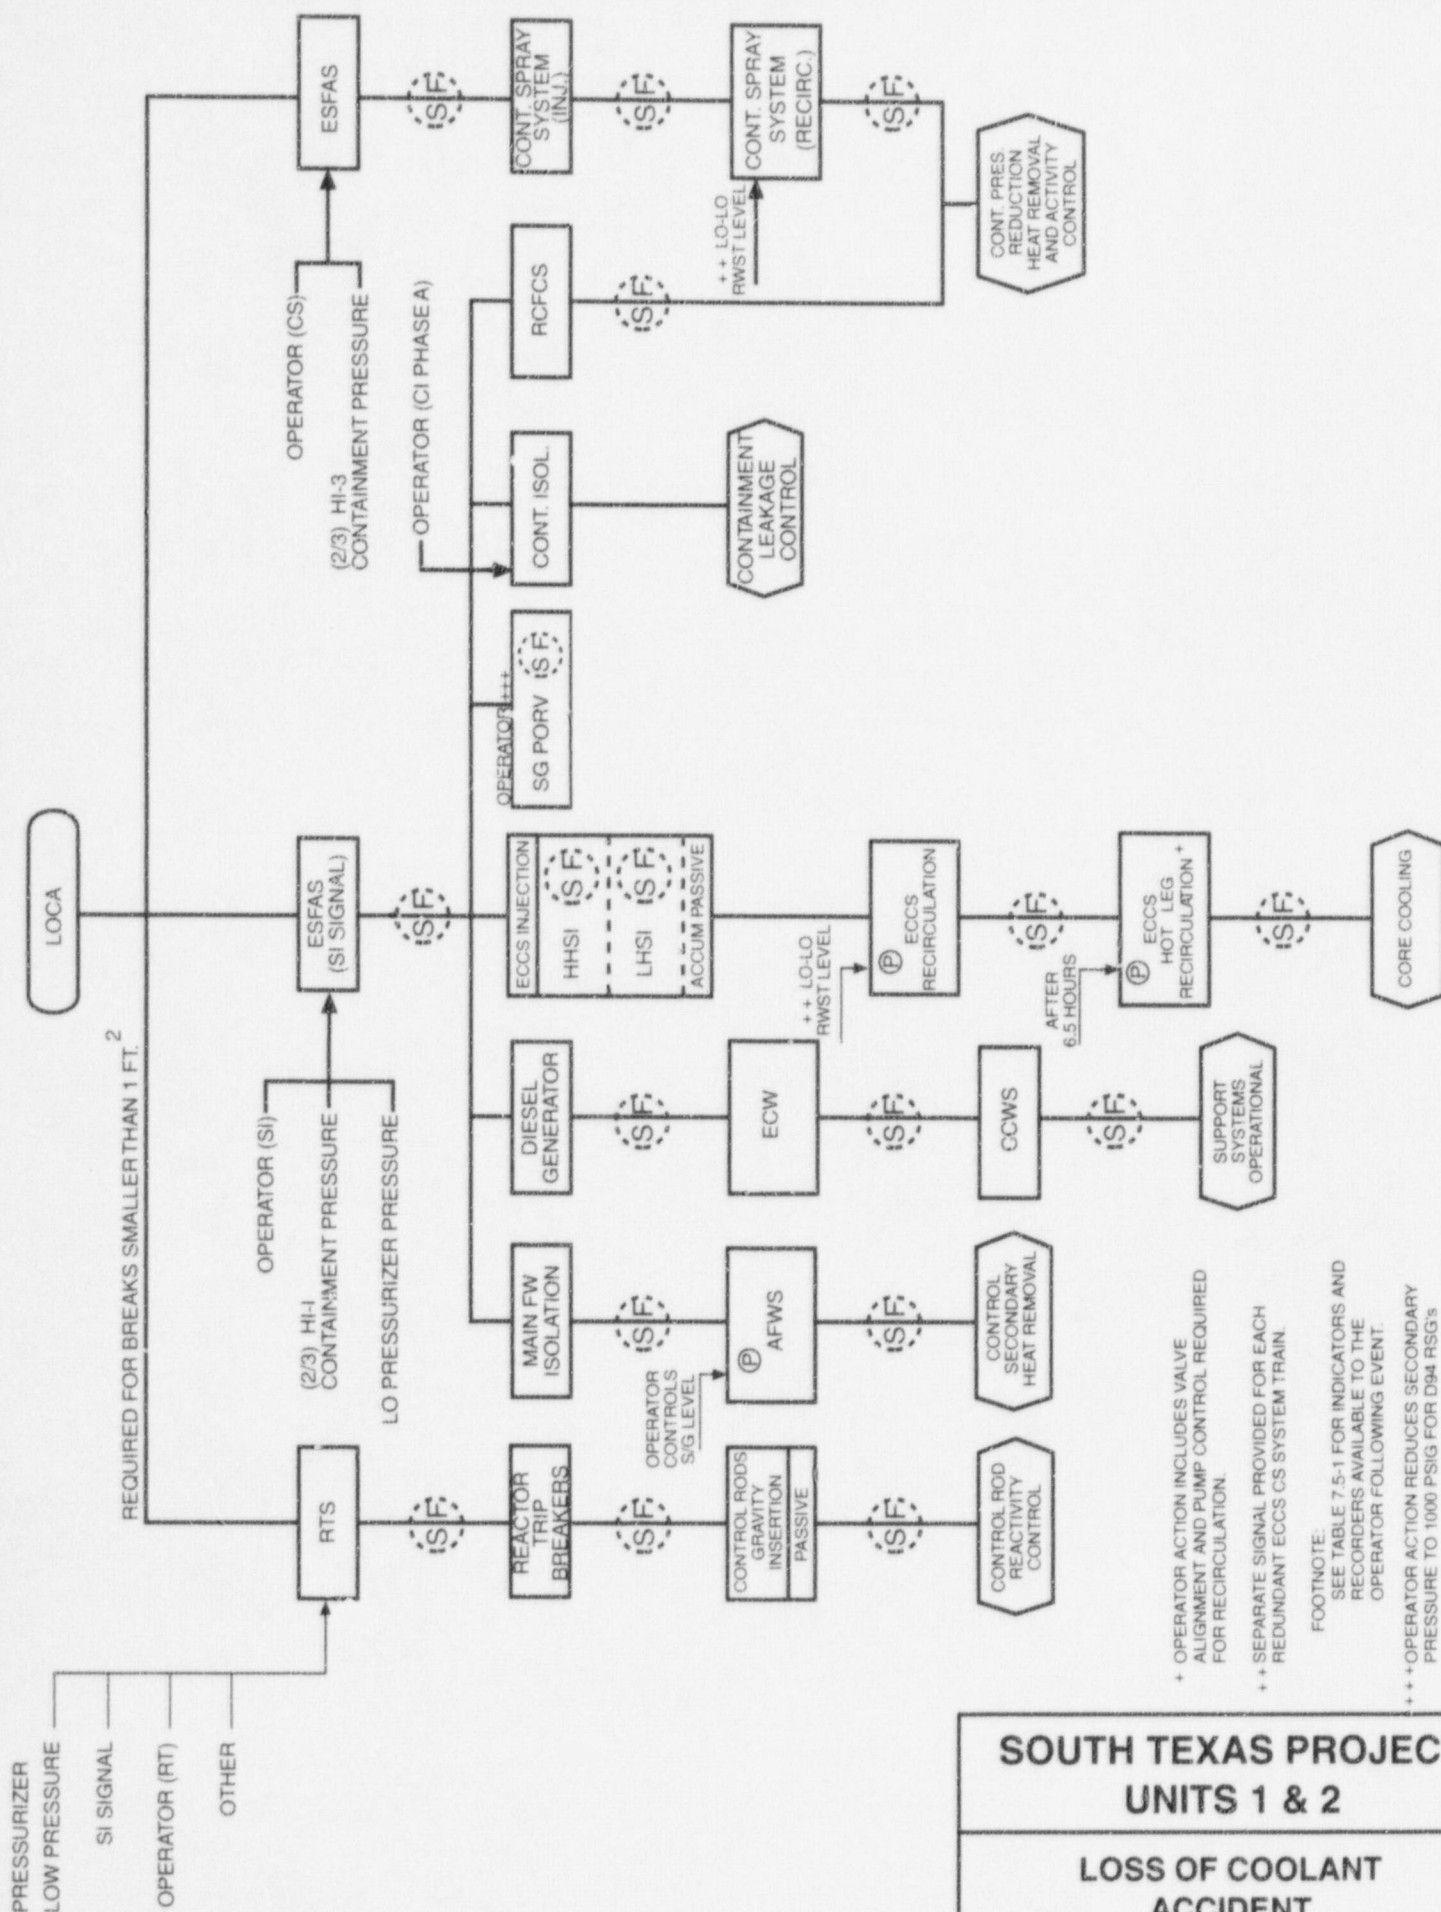 LOCA
REQUIRED FOR BREAKS SMALLER THAN 1 FT.2
PRESSURIZER
LOW PRESSURE
SI SIGNAL
OPERATOR (RT)
OTHER
RTS
OPERATOR (SI)
(2/3) HI-I
CONTAINMENT PRESSURE
LO PRESSURIZER PRESSURE
ESFAS
(SI SIGNAL)
OPERATOR (CS)
(2/3) HI-3
CONTAINMENT PRESSURE
ESFAS
S F
S F
S F
OPERATOR (CI PHASE A)
REACTOR
TRIP
BREAKERS
MAIN FW
ISOLATION
DIESEL
GENERATOR
ECCS INJECTION
HHSI S F
LHSI S F
ACCUM PASSIVE
OPERATOR+++
SG PORV S F
CONT. ISOL.
RCFCS
CONT. SPRAY
SYSTEM
(INJ.)
S F
S F
S F
S F
S F
OPERATOR
CONTROLS
S/G LEVEL
CONTROL RODS
GRAVITY
INSERTION
PASSIVE
P
AFWS
ECW
CONTAINMENT
LEAKAGE
CONTROL
++ LO-LO
RWST LEVEL
CONT. SPRAY
SYSTEM
(RECIRC.)
++ LO-LO
RWST LEVEL
P ECCS
RECIRCULATION
S F
S F
S F
S F
S F
CONTROL ROD
REACTIVITY
CONTROL
CONTROL
SECONDARY
HEAT REMOVAL
CCWS
CONT. PRES.
REDUCTION
HEAT REMOVAL
AND ACTIVITY
CONTROL
AFTER
6.5 HOURS
P ECCS
HOT LEG
RECIRCULATION+
S F
S F
SUPPORT
SYSTEMS
OPERATIONAL
CORE COOLING
+ OPERATOR ACTION INCLUDES VALVE
ALIGNMENT AND PUMP CONTROL REQUIRED
FOR RECIRCULATION.
++ SEPARATE SIGNAL PROVIDED FOR EACH
REDUNDANT ECCS CS SYSTEM TRAIN.
FOOTNOTE:
SEE TABLE 7.5-1 FOR INDICATORS AND
RECORDERS AVAILABLE TO THE
OPERATOR FOLLOWING EVENT.
+++OPERATOR ACTION REDUCES SECONDARY
PRESSURE TO 1000 PSIG FOR D94 RSG's
SOUTH TEXAS PROJEC
UNITS 1 & 2
LOSS OF COOLANT
ACCIDENT